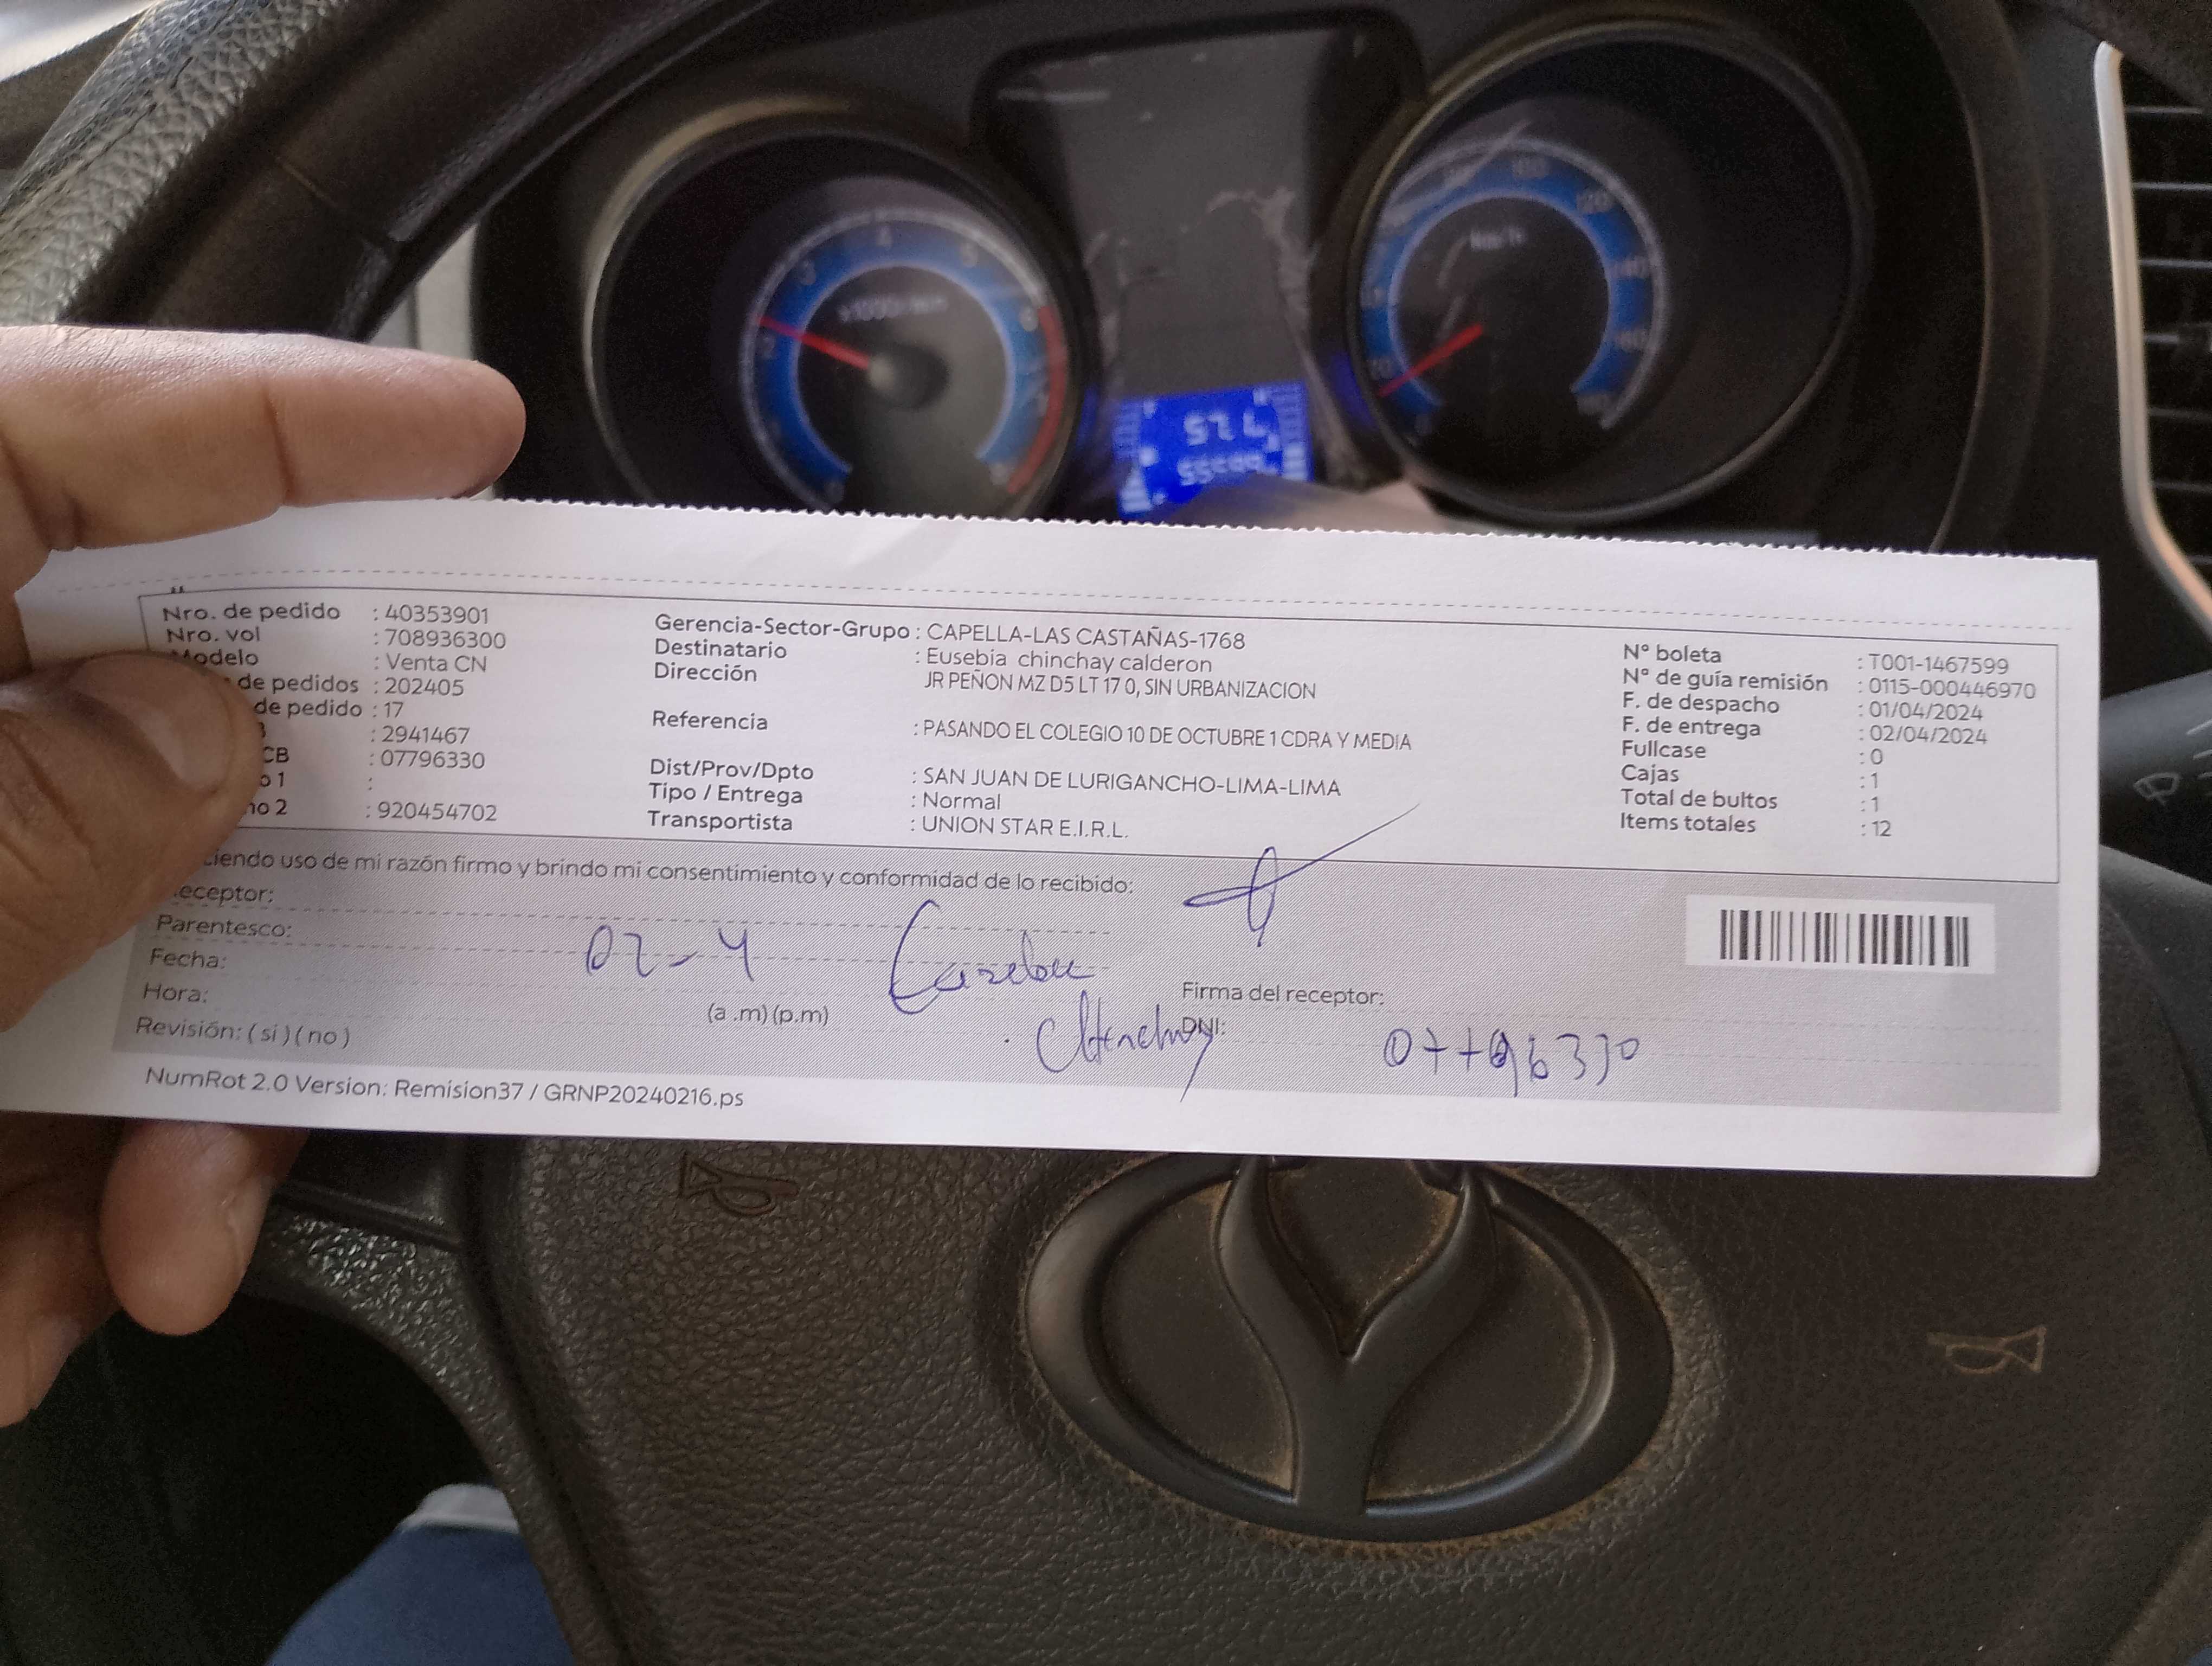 Nro. de pedido : 40353901
Nro. vol : 708936300
Modelo : Venta CN
de pedidos : 202405
de pedido : 17
: 2941467
CB : 07796330
o 1 :
no 2 : 920454702
Gerencia-Sector-Grupo : CAPELLA-LAS CASTAÑAS-1768
Destinatario : Eusebia chinchay calderon
Dirección JR PEÑON MZ D5 LT 17 0, SIN URBANIZACION
Referencia : PASANDO EL COLEGIO 10 DE OCTUBRE 1 CDRA Y MEDIA
Dist/Prov/Dpto : SAN JUAN DE LURIGANCHO-LIMA-LIMA
Tipo / Entrega : Normal
Transportista : UNION STAR E.I.R.L.
N° boleta : T001-1467599
N° de guía remisión : 0115-000446970
F. de despacho : 01/04/2024
F. de entrega : 02/04/2024
Fullcase : 0
Cajas : 1
Total de bultos : 1
Items totales : 12
ciendo uso de mi razón firmo y brindo mi consentimiento y conformidad de lo recibido:
eceptor:
Parentesco:
Fecha: 02-4
Hora: (a .m) (p.m)
Revisión: ( si ) ( no )
Firma del receptor:
DNI: 07796330
NumRot 2.0 Version: Remision37 / GRNP20240216.ps